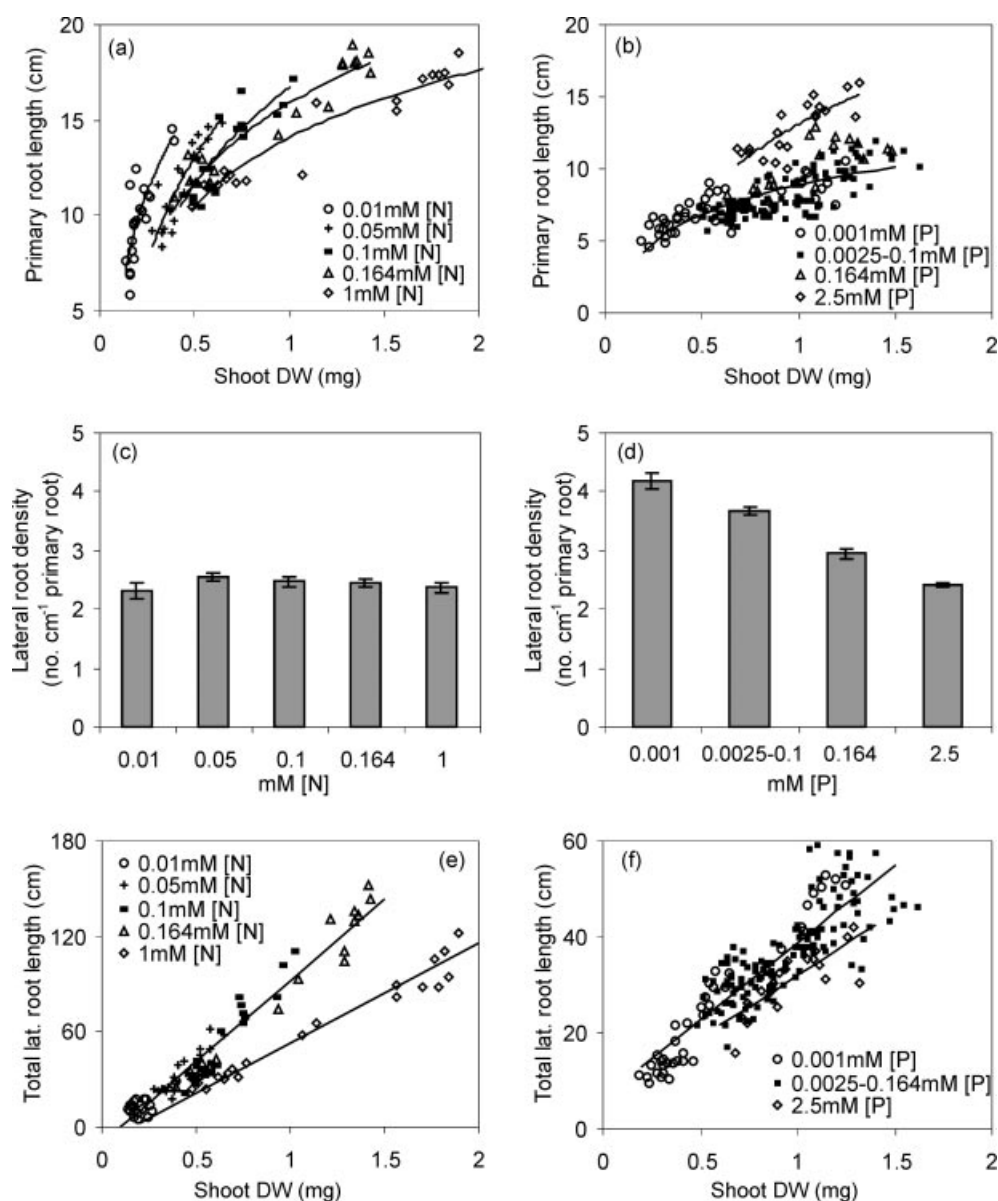 (a)
Primary root length (cm)
20
15
10
5
0.01mM [N]
0.05mM [N]
0.1mM [N]
0.164mM [N]
1mM [N]
0
0.5
1
1.5
2
Shoot DW (mg)
(b)
Primary root length (cm)
20
15
10
5
0
0.001mM [P]
0.0025-0.1mM [P]
0.164mM [P]
2.5mM [P]
0
0.5
1
1.5
2
Shoot DW (mg)
(c)
Lateral root density
(no. cm⁻¹ primary root)
5
4
3
2
1
0
0.01
0.05
0.1
0.164
1
mM [N]
(d)
Lateral root density
(no. cm⁻¹ primary root)
5
4
3
2
1
0
0.001
0.0025-0.1
0.164
2.5
mM [P]
(e)
Total lat. root length (cm)
180
120
60
0
0.01mM [N]
0.05mM [N]
0.1mM [N]
0.164mM [N]
1mM [N]
0
0.5
1
1.5
2
Shoot DW (mg)
(f)
Total lat. root length (cm)
60
40
20
0
0.001mM [P]
0.0025-0.164mM [P]
2.5mM [P]
0
0.5
1
1.5
2
Shoot DW (mg)